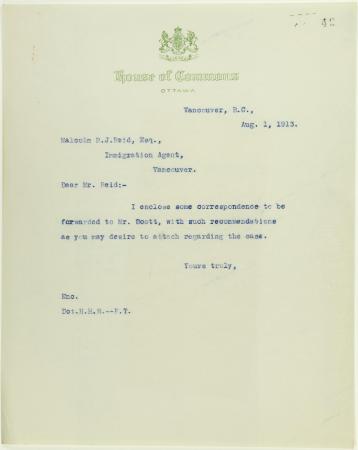 42
House of Commons
OTTAWA
Vancouver, B.C.,
Aug. 1, 1913.
Malcolm R.J.Reid, Esq.,
Immigration Agent,
Vancouver.
Dear Mr. Reid:-
I enclose some correspondence to be
forwarded to Mr. Scott, with such recommendations
as you may desire to attach regarding the case.
Yours truly,
Enc.